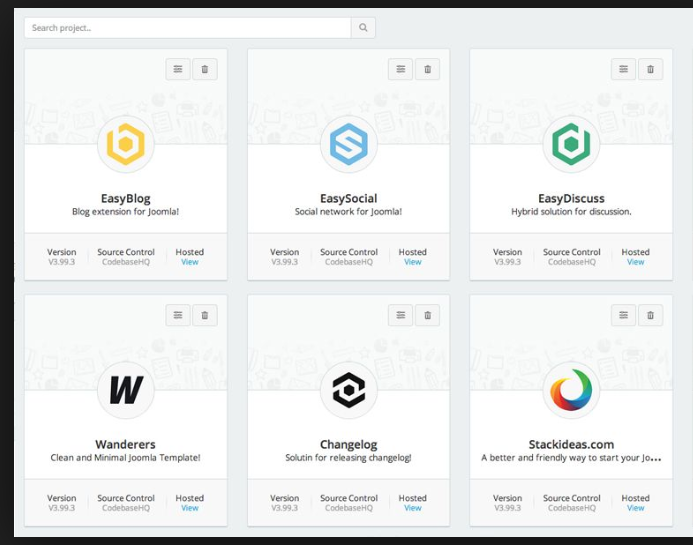 Search project..
EasyBlog
Blog extension for Joomla!
Version Source Control Hosted
V3.99.3 CodebaseHQ View
EasySocial
Social network for Joomla!
Version Source Control Hosted
V3.99.3 CodebaseHQ View
EasyDiscuss
Hybrid solution for discussion.
Version Source Control Hosted
V3.99.3 CodebaseHQ View
W
Wanderers
Clean and Minimal Joomla Template!
Version Source Control Hosted
V3.99.3 CodebaseHQ View
Changelog
Solutin for releasing changelog!
Version Source Control Hosted
V3.99.3 CodebaseHQ View
Stackideas.com
A better and friendly way to start your Jo...
Version Source Control Hosted
V3.99.3 CodebaseHQ View